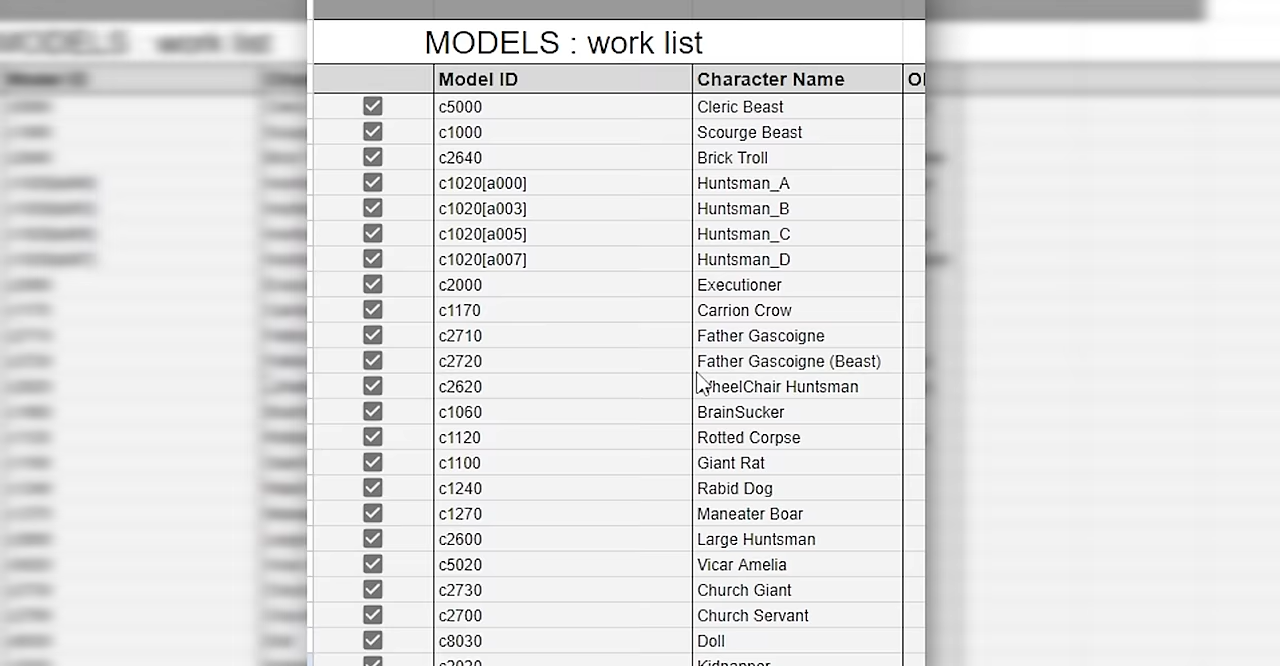 MODELS : work list
Model ID Character Name
c5000 Cleric Beast
c1000 Scourge Beast
c2640 Brick Troll
c1020[a000] Huntsman_A
c1020[a003] Huntsman_B
c1020[a005] Huntsman_C
c1020[a007] Huntsman_D
c2000 Executioner
c1170 Carrion Crow
c2710 Father Gascoigne
c2720 Father Gascoigne (Beast)
c2620 heelChair Huntsman
c1060 BrainSucker
c1120 Rotted Corpse
c1100 Giant Rat
c1240 Rabid Dog
c1270 Maneater Boar
c2600 Large Huntsman
c5020 Vicar Amelia
c2730 Church Giant
c2700 Church Servant
c8030 Doll